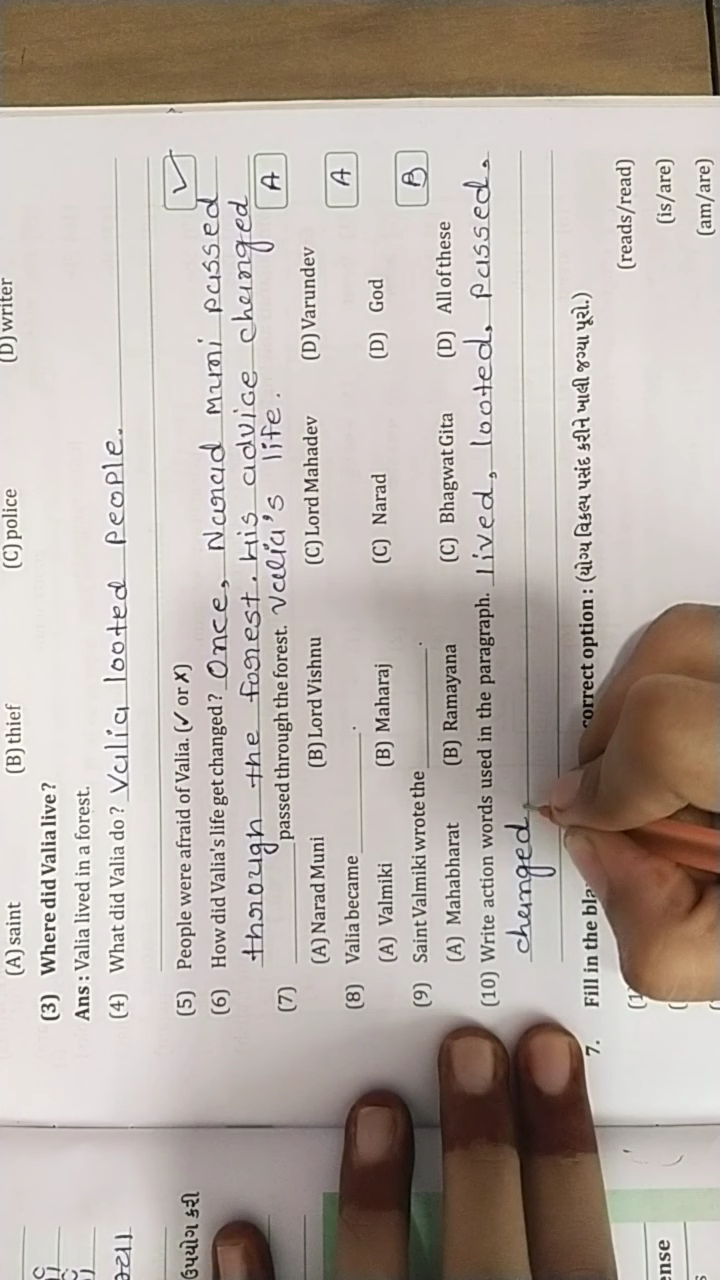 (A) saint (B) thief (C) police (D) writer
(3) Where did Valia live?
Ans : Valia lived in a forest.
(4) What did Valia do? Valia looted people.
(5) People were afraid of Valia. (✓ or ✗) ✓
(6) How did Valia's life get changed? Once, Narad Muni passed
through the forest. His advice changed
Valia's life.
(7) ________ passed through the forest. A
(A) Narad Muni (B) Lord Vishnu (C) Lord Mahadev (D) Varundev
(8) Valia became ________. A
(A) Valmiki (B) Maharaj (C) Narad (D) God
(9) Saint Valmiki wrote the ________. B
(A) Mahabharat (B) Ramayana (C) Bhagwat Gita (D) All of these
(10) Write action words used in the paragraph. lived, looted, passed,
changed
7. Fill in the correct option : (યોગ્ય વિકલ્પ પસંદ કરીને ખાલી જગ્યા પૂરો.)
(reads/read)
(is/are)
(am/are)
ઉપયોગ કરી